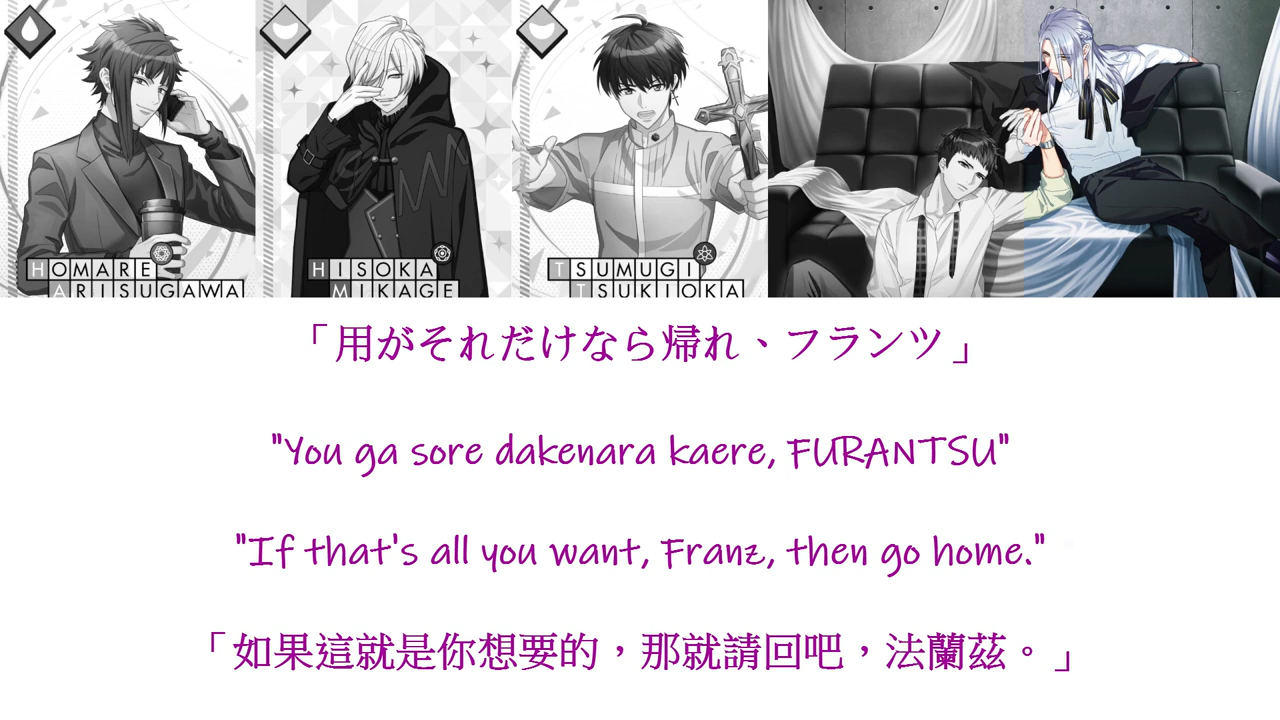 HOMARE
ARISUGAWA
HISOKA
MIKAGE
TSUMUGI
TSUKIOKA
「用がそれだけなら帰れ、フランツ」
"You ga sore dakenara kaere, FURANTSU"
"If that's all you want, Franz, then go home."
「如果這就是你想要的，那就請回吧，法蘭茲。」